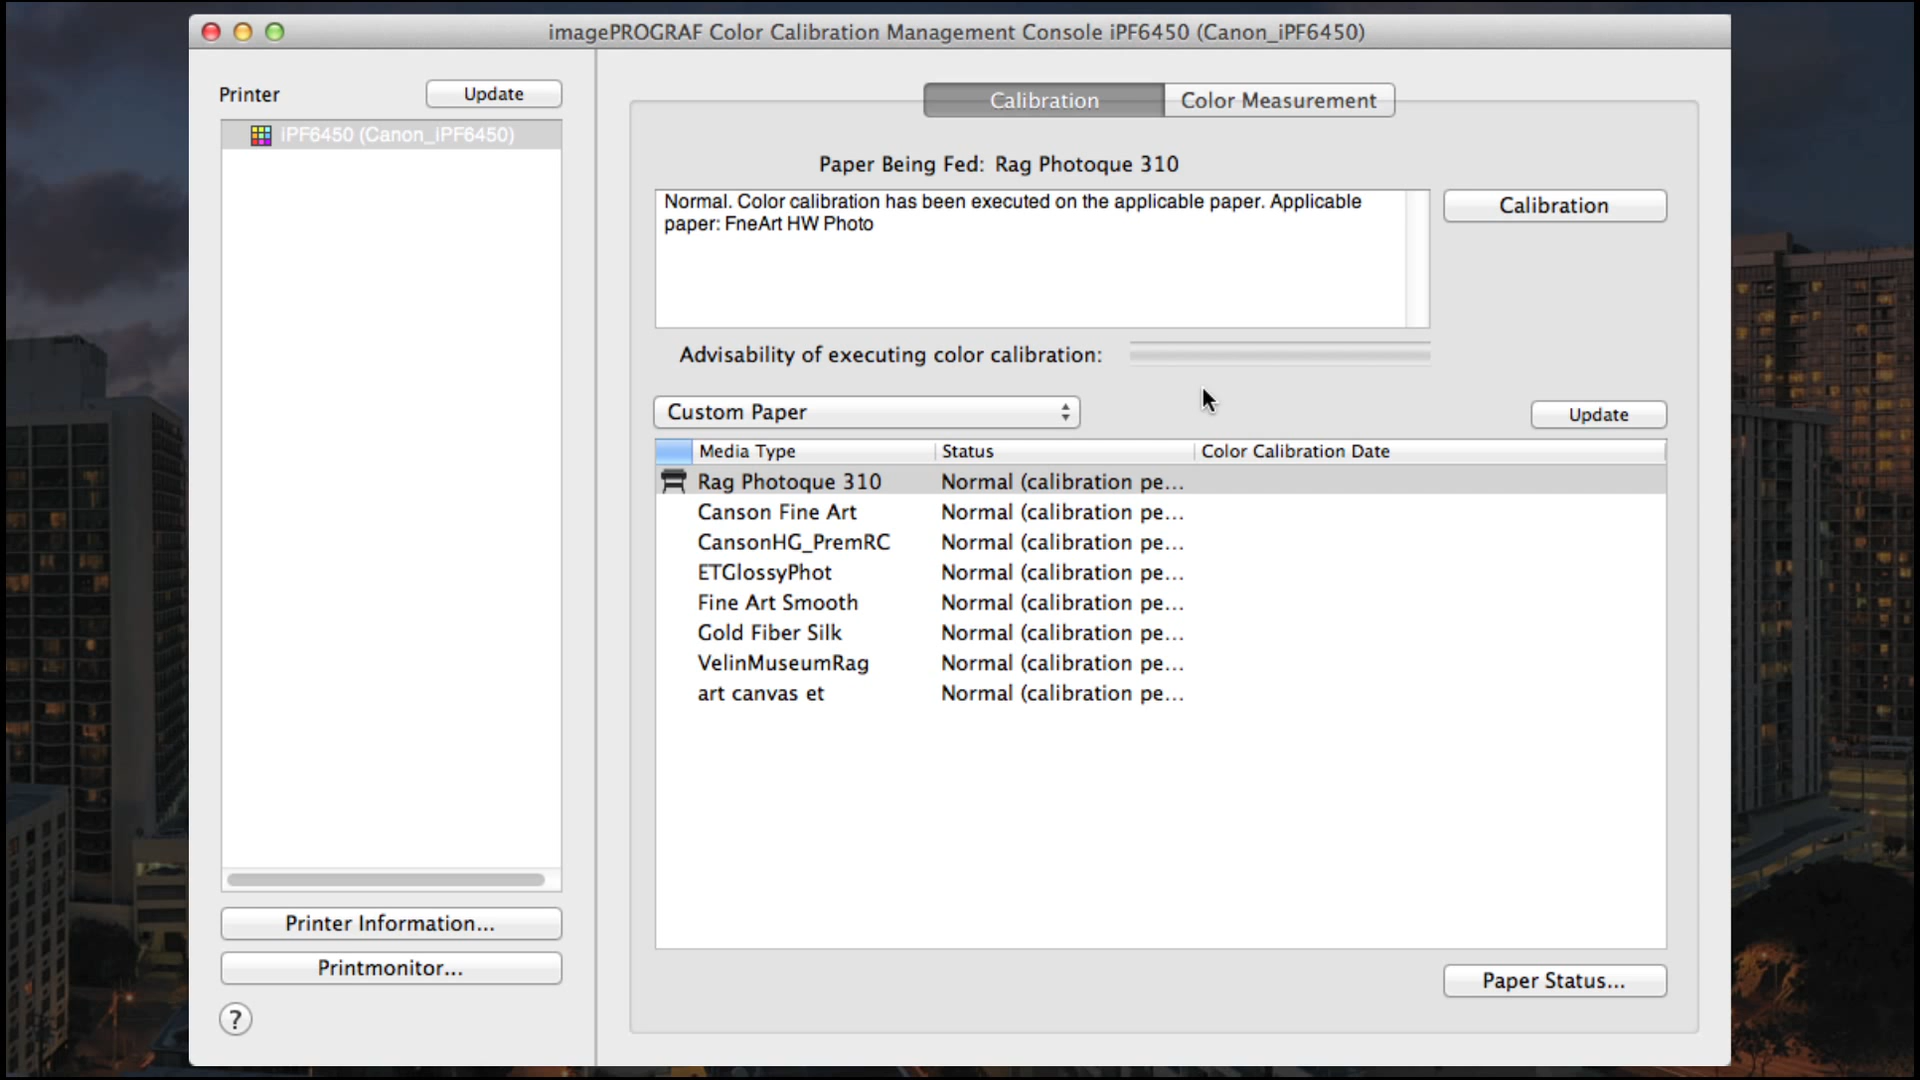 imagePROGRAF Color Calibration Management Console iPF6450 (Canon_iPF6450)
Printer
Update
iPF6450 (Canon_iPF6450)
Printer Information...
Printmonitor...
?
Calibration
Color Measurement
Paper Being Fed: Rag Photoque 310
Normal. Color calibration has been executed on the applicable paper. Applicable
paper: FneArt HW Photo
Calibration
Advisability of executing color calibration:
Custom Paper
Update
Media Type Status Color Calibration Date
Rag Photoque 310 Normal (calibration pe...
Canson Fine Art Normal (calibration pe...
CansonHG_PremRC Normal (calibration pe...
ETGlossyPhot Normal (calibration pe...
Fine Art Smooth Normal (calibration pe...
Gold Fiber Silk Normal (calibration pe...
VelinMuseumRag Normal (calibration pe...
art canvas et Normal (calibration pe...
Paper Status...